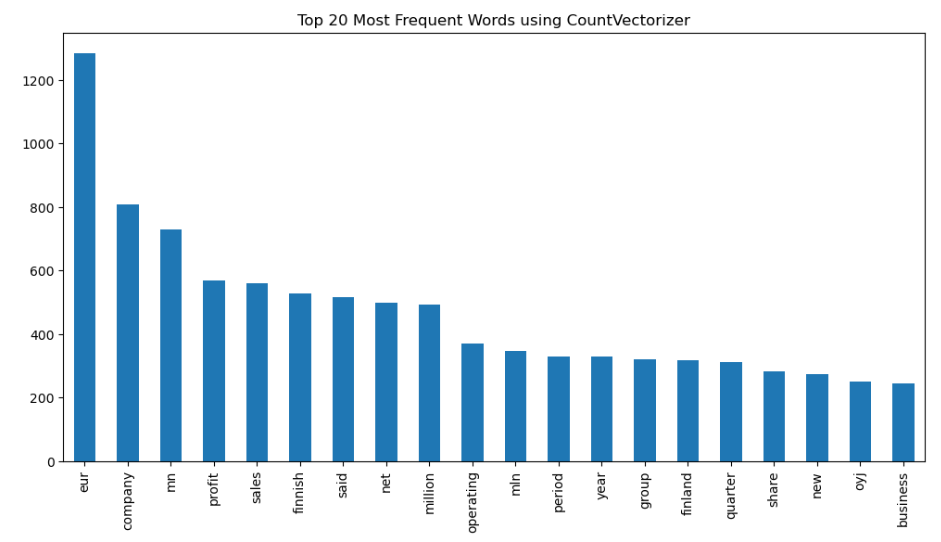 Top 20 Most Frequent Words using CountVectorizer
1200
1000
800
600
400
200
0
eur
company
mn
profit
sales
finnish
said
net
million
operating
mln
period
year
group
finland
quarter
share
new
oyj
business